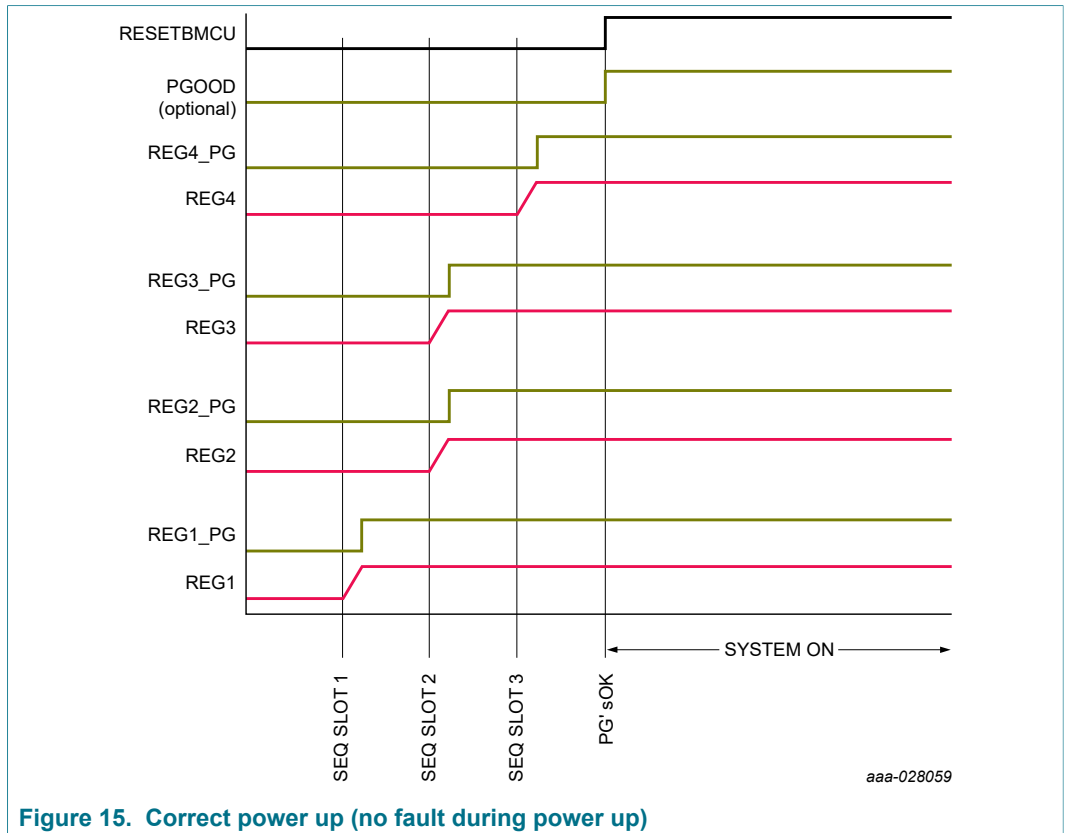 RESETBMCU
PGOOD
(optional)
REG4_PG
REG4
REG3_PG
REG3
REG2_PG
REG2
REG1_PG
REG1
SYSTEM ON
SEQ SLOT 1
SEQ SLOT 2
SEQ SLOT 3
PG' sOK
aaa-028059
Figure 15. Correct power up (no fault during power up)